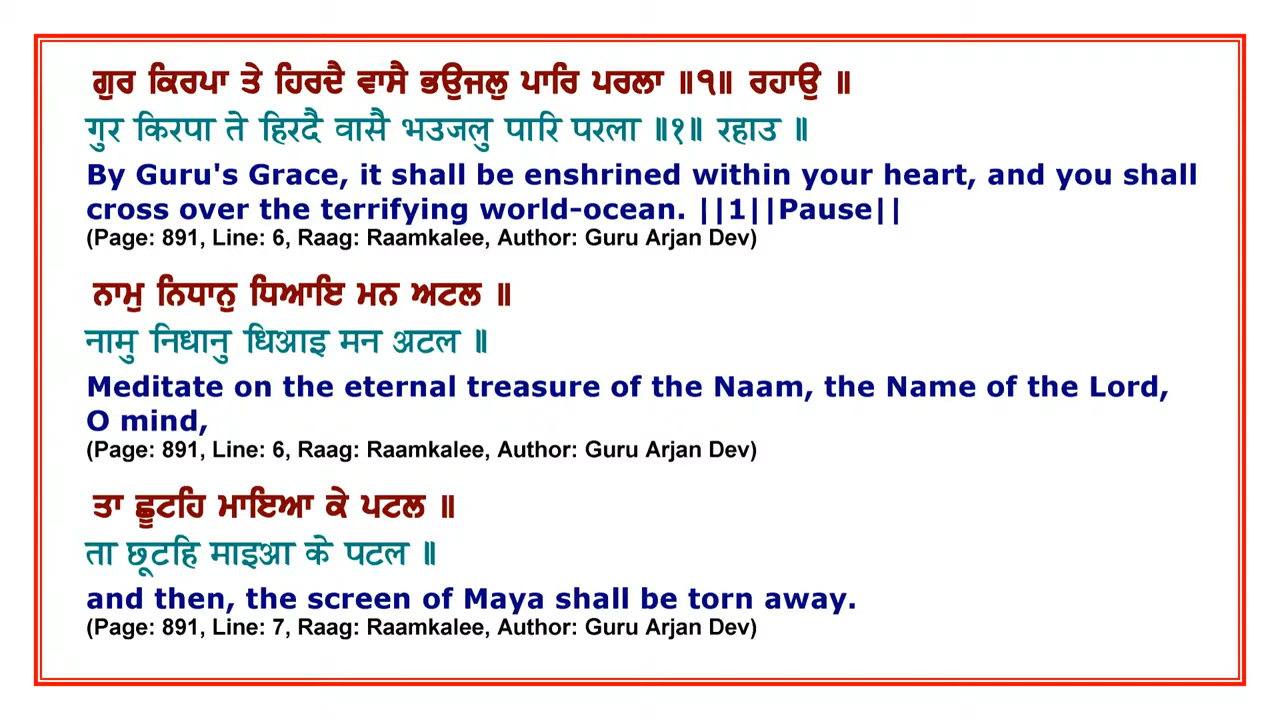 ਗੁਰ ਕਿਰਪਾ ਤੇ ਹਿਰਦੈ ਵਾਸੈ ਭਉਜਲੁ ਪਾਰਿ ਪਰਲਾ ॥੧॥ ਰਹਾਉ ॥
गुर किरपा ते हिरदै वासै भउजलु पारि परला ॥१॥ रहाउ ॥
By Guru's Grace, it shall be enshrined within your heart, and you shall
cross over the terrifying world-ocean. ||1||Pause||
(Page: 891, Line: 6, Raag: Raamkalee, Author: Guru Arjan Dev)
ਨਾਮੁ ਨਿਧਾਨੁ ਧਿਆਇ ਮਨ ਅਟਲ ॥
नामु निधानु धिआइ मन अटल ॥
Meditate on the eternal treasure of the Naam, the Name of the Lord,
O mind,
(Page: 891, Line: 6, Raag: Raamkalee, Author: Guru Arjan Dev)
ਤਾ ਛੂਟਹਿ ਮਾਇਆ ਕੇ ਪਟਲ ॥
ता छूटहि माइआ के पटल ॥
and then, the screen of Maya shall be torn away.
(Page: 891, Line: 7, Raag: Raamkalee, Author: Guru Arjan Dev)